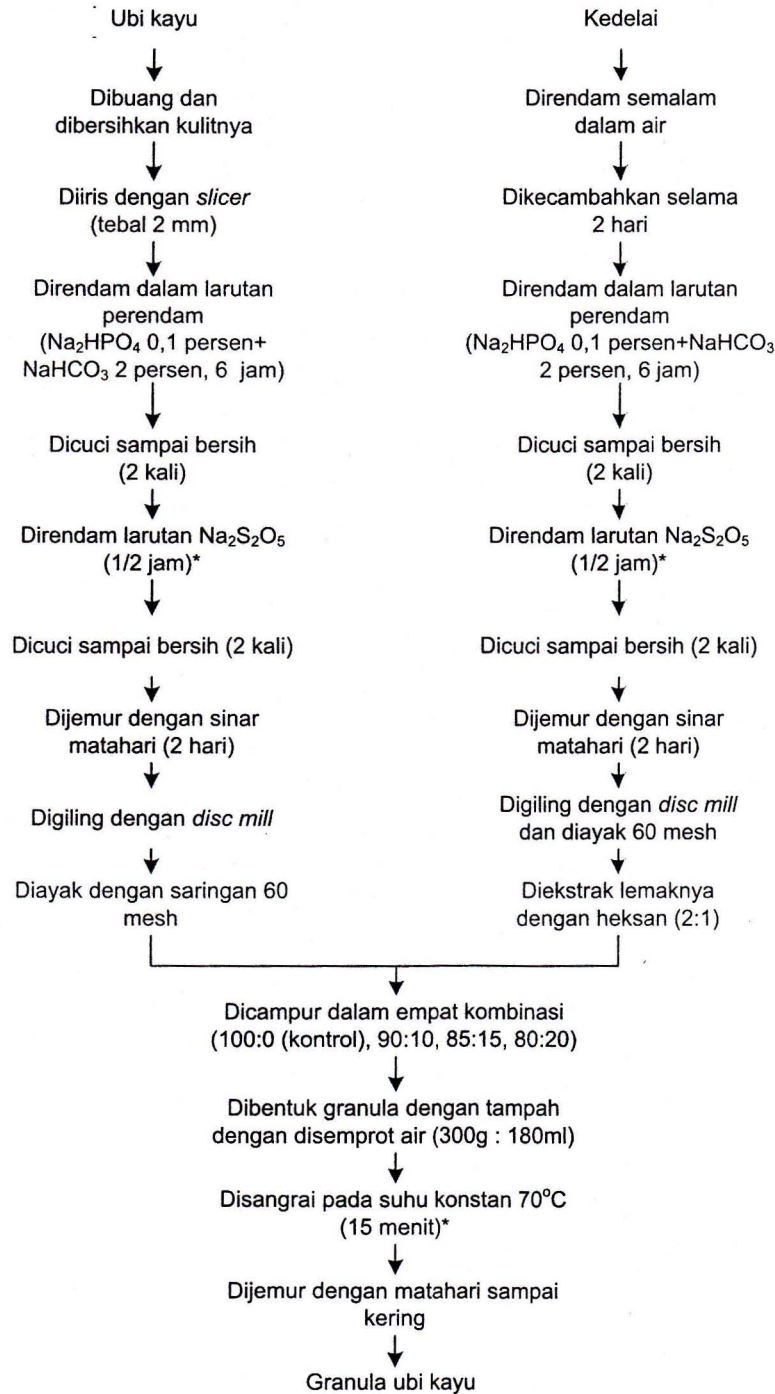 Ubi kayu
Dibuang dan
dibersihkan kulitnya
Diiris dengan slicer
(tebal 2 mm)
Direndam dalam larutan
perendam
(Na₂HPO₄ 0,1 persen+
NaHCO₃ 2 persen, 6 jam)
Dicuci sampai bersih
(2 kali)
Direndam larutan Na₂S₂O₅
(1/2 jam)*
Dicuci sampai bersih (2 kali)
Dijemur dengan sinar
matahari (2 hari)
Digiling dengan disc mill
Diayak dengan saringan 60
mesh
Kedelai
Direndam semalam
dalam air
Dikecambahkan selama
2 hari
Direndam dalam larutan
perendam
(Na₂HPO₄ 0,1 persen+NaHCO₃
2 persen, 6 jam)
Dicuci sampai bersih
(2 kali)
Direndam larutan Na₂S₂O₅
(1/2 jam)*
Dicuci sampai bersih (2 kali)
Dijemur dengan sinar
matahari (2 hari)
Digiling dengan disc mill
dan diayak 60 mesh
Diekstrak lemaknya
dengan heksan (2:1)
Dicampur dalam empat kombinasi
(100:0 (kontrol), 90:10, 85:15, 80:20)
Dibentuk granula dengan tampah
dengan disemprot air (300g : 180ml)
Disangrai pada suhu konstan 70°C
(15 menit)*
Dijemur dengan matahari sampai
kering
Granula ubi kayu